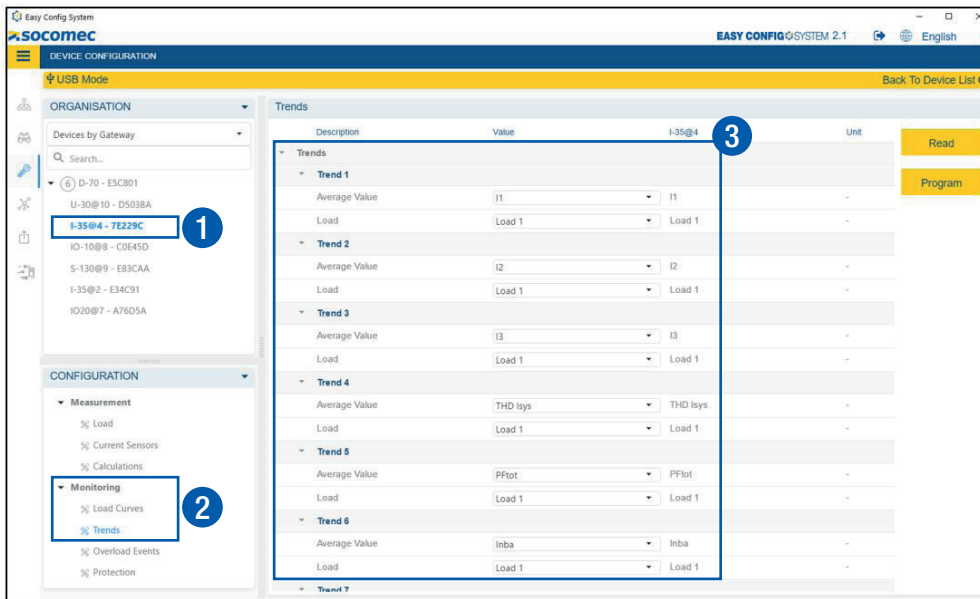 Easy Config System
socomec
EASY CONFIG SYSTEM 2.1 English
DEVICE CONFIGURATION
USB Mode Back To Device List
ORGANISATION
Devices by Gateway
Search...
6 D-70 - E5C801
U-30@10 - D5038A
I-35@4 - 7E229C 1
IO-10@8 - C0E45D
S-130@9 - E83CAA
I-35@2 - E34C91
IO20@7 - A76D5A
CONFIGURATION
Measurement
Load
Current Sensors
Calculations
Monitoring
Load Curves 2
Trends
Overload Events
Protection
Trends
Description Value I-35@4 3 Unit
Trends
Trend 1
Average Value I1 I1 -
Load Load 1 Load 1 -
Trend 2
Average Value I2 I2 -
Load Load 1 Load 1 -
Trend 3
Average Value I3 I3 -
Load Load 1 Load 1 -
Trend 4
Average Value THD Isys THD Isys -
Load Load 1 Load 1 -
Trend 5
Average Value PFtot PFtot -
Load Load 1 Load 1 -
Trend 6
Average Value Inba Inba -
Load Load 1 Load 1 -
Trend 7
Read
Program